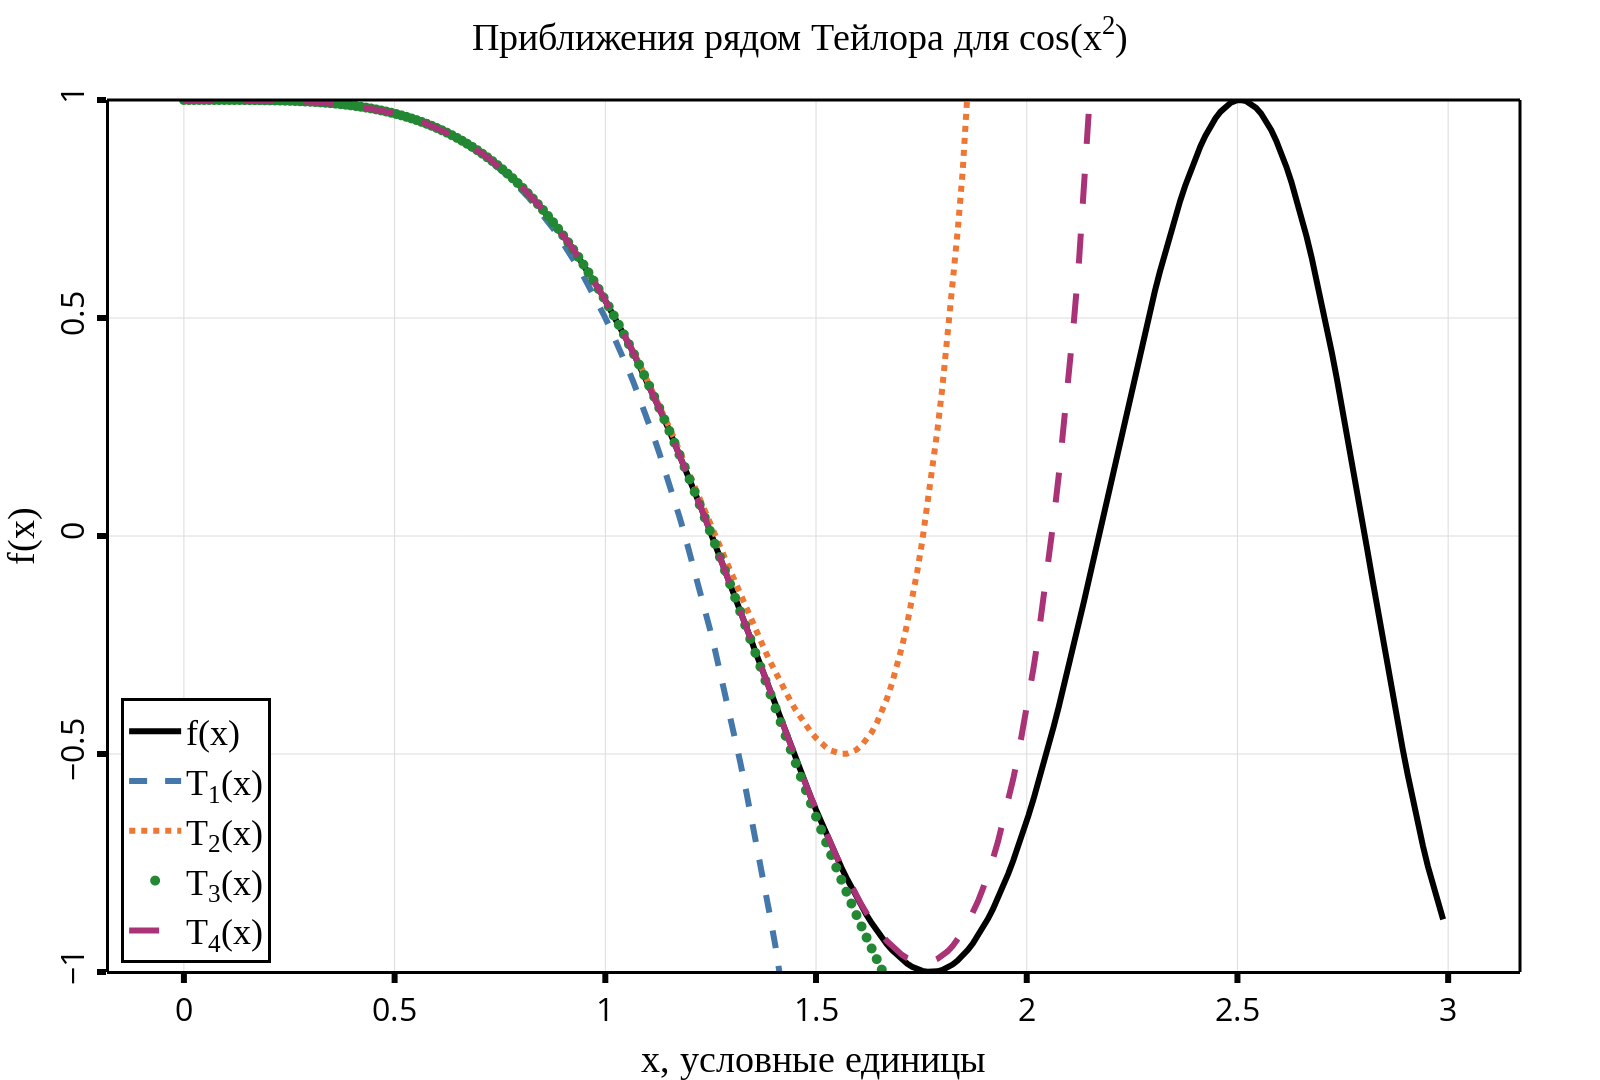 Приближения рядом Тейлора для cos(x²)
1
0.5
0
−0.5
−1
f(x)
f(x)
T₁(x)
T₂(x)
T₃(x)
T₄(x)
0 0.5 1 1.5 2 2.5 3
x, условные единицы